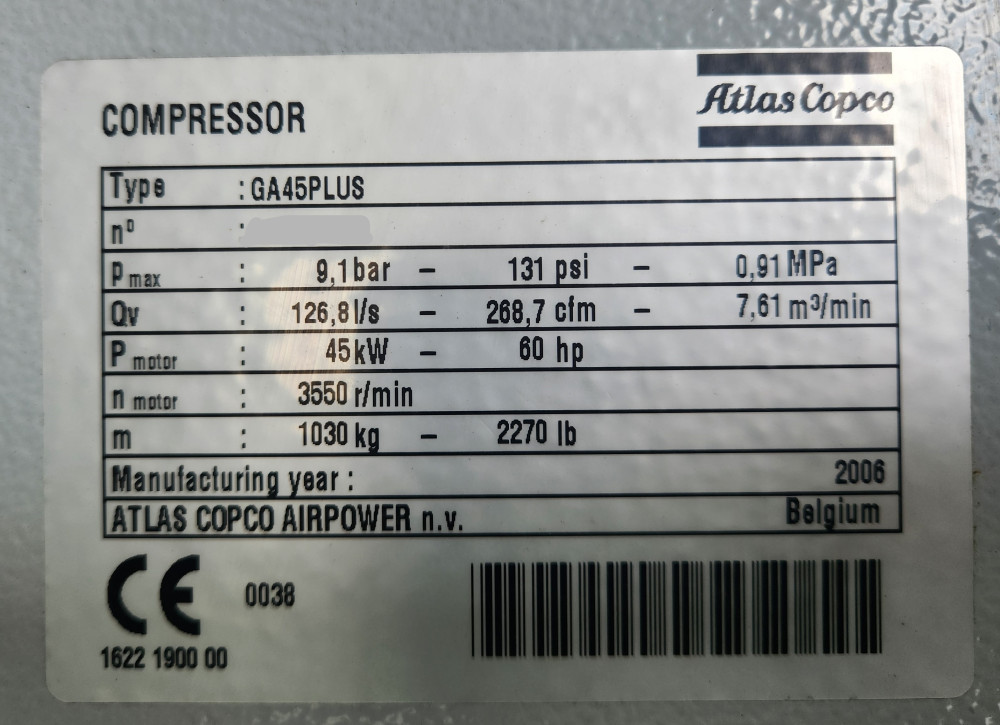 COMPRESSOR
Atlas Copco
Type : GA45PLUS
nº :
Pmax : 9,1 bar – 131 psi – 0,91 MPa
Qv : 126,8 l/s – 268,7 cfm – 7,61 m³/min
P motor : 45 kW – 60 hp
n motor : 3550 r/min
m : 1030 kg – 2270 lb
Manufacturing year : 2006
ATLAS COPCO AIRPOWER n.v. Belgium
CE 0038
1622 1900 00